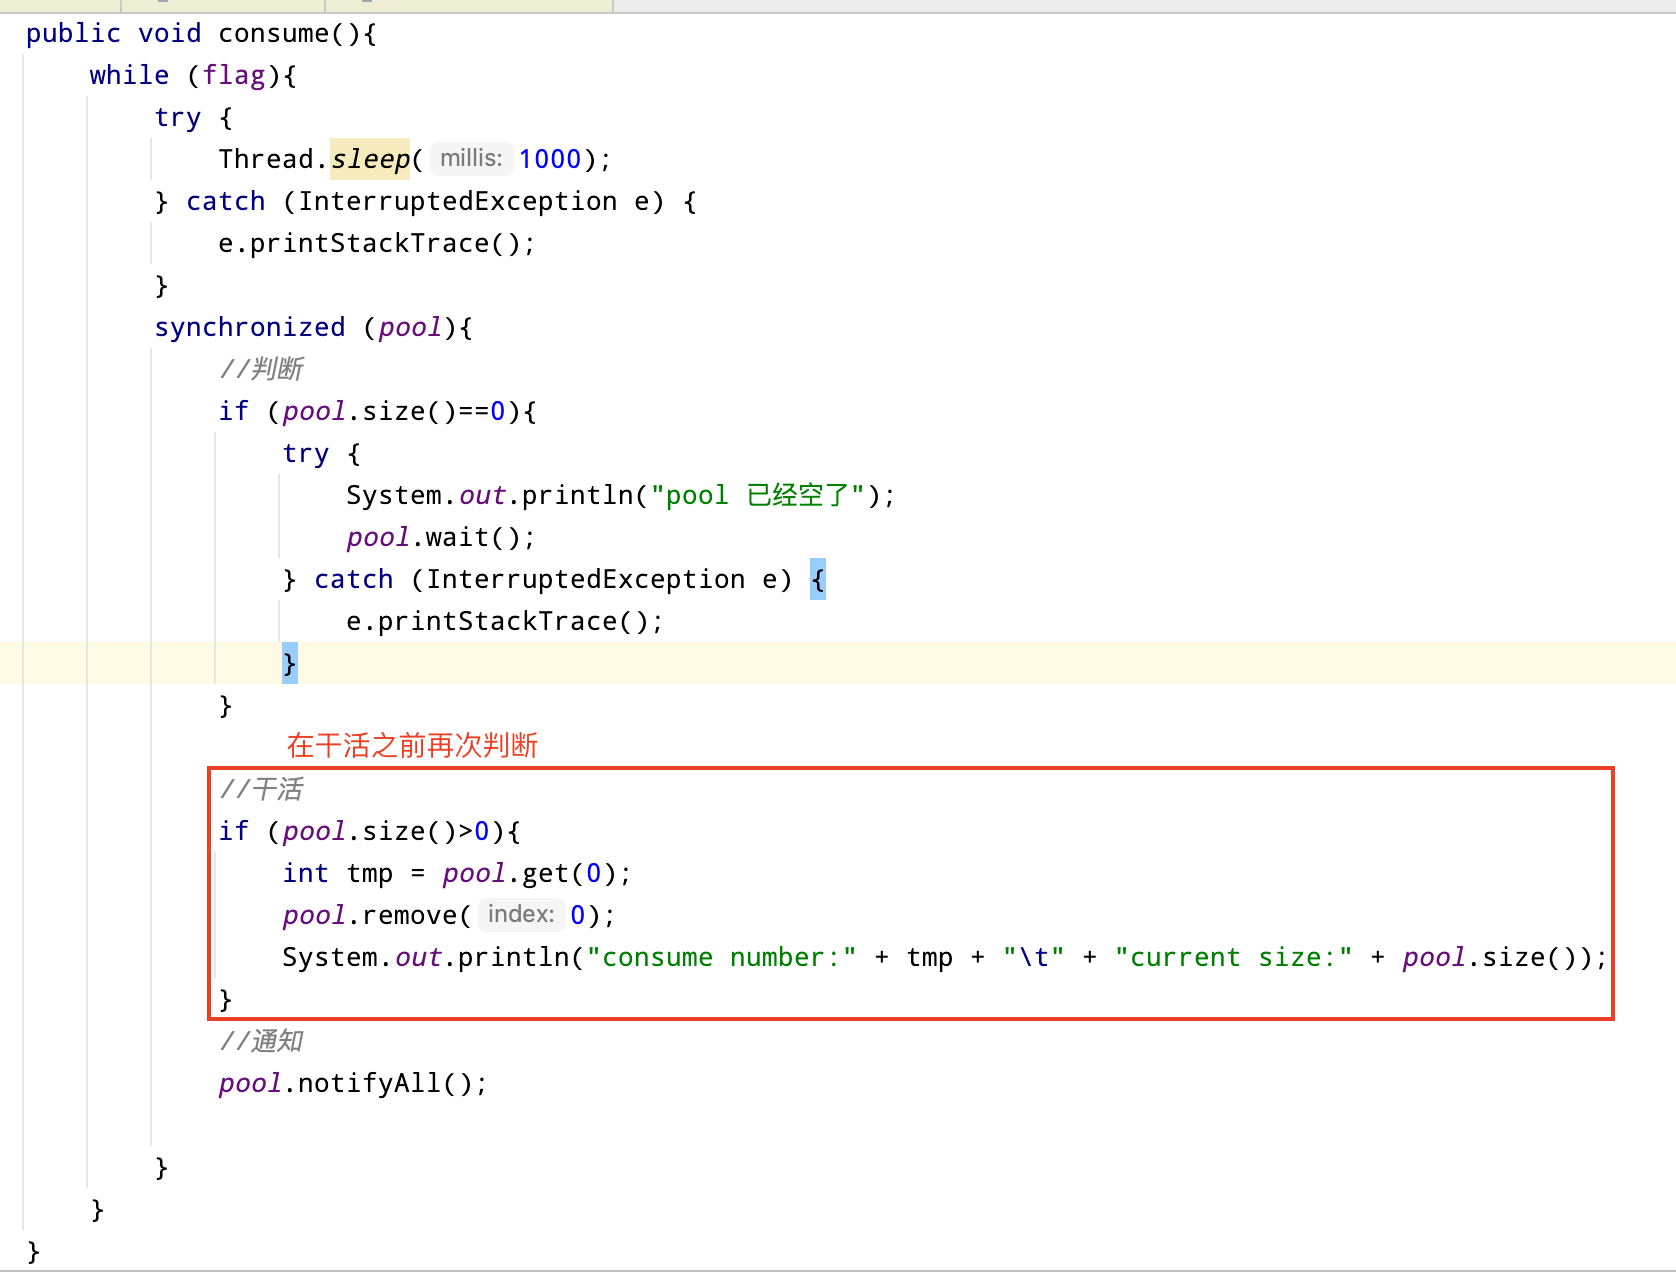 public void consume(){
while (flag){
try {
Thread.sleep( millis: 1000);
} catch (InterruptedException e) {
e.printStackTrace();
}
synchronized (pool){
//判断
if (pool.size()==0){
try {
System.out.println("pool 已经空了");
pool.wait();
} catch (InterruptedException e) {
e.printStackTrace();
}
}
在干活之前再次判断
//干活
if (pool.size()>0){
int tmp = pool.get(0);
pool.remove( index: 0);
System.out.println("consume number:" + tmp + "\t" + "current size:" + pool.size());
}
//通知
pool.notifyAll();
}
}
}